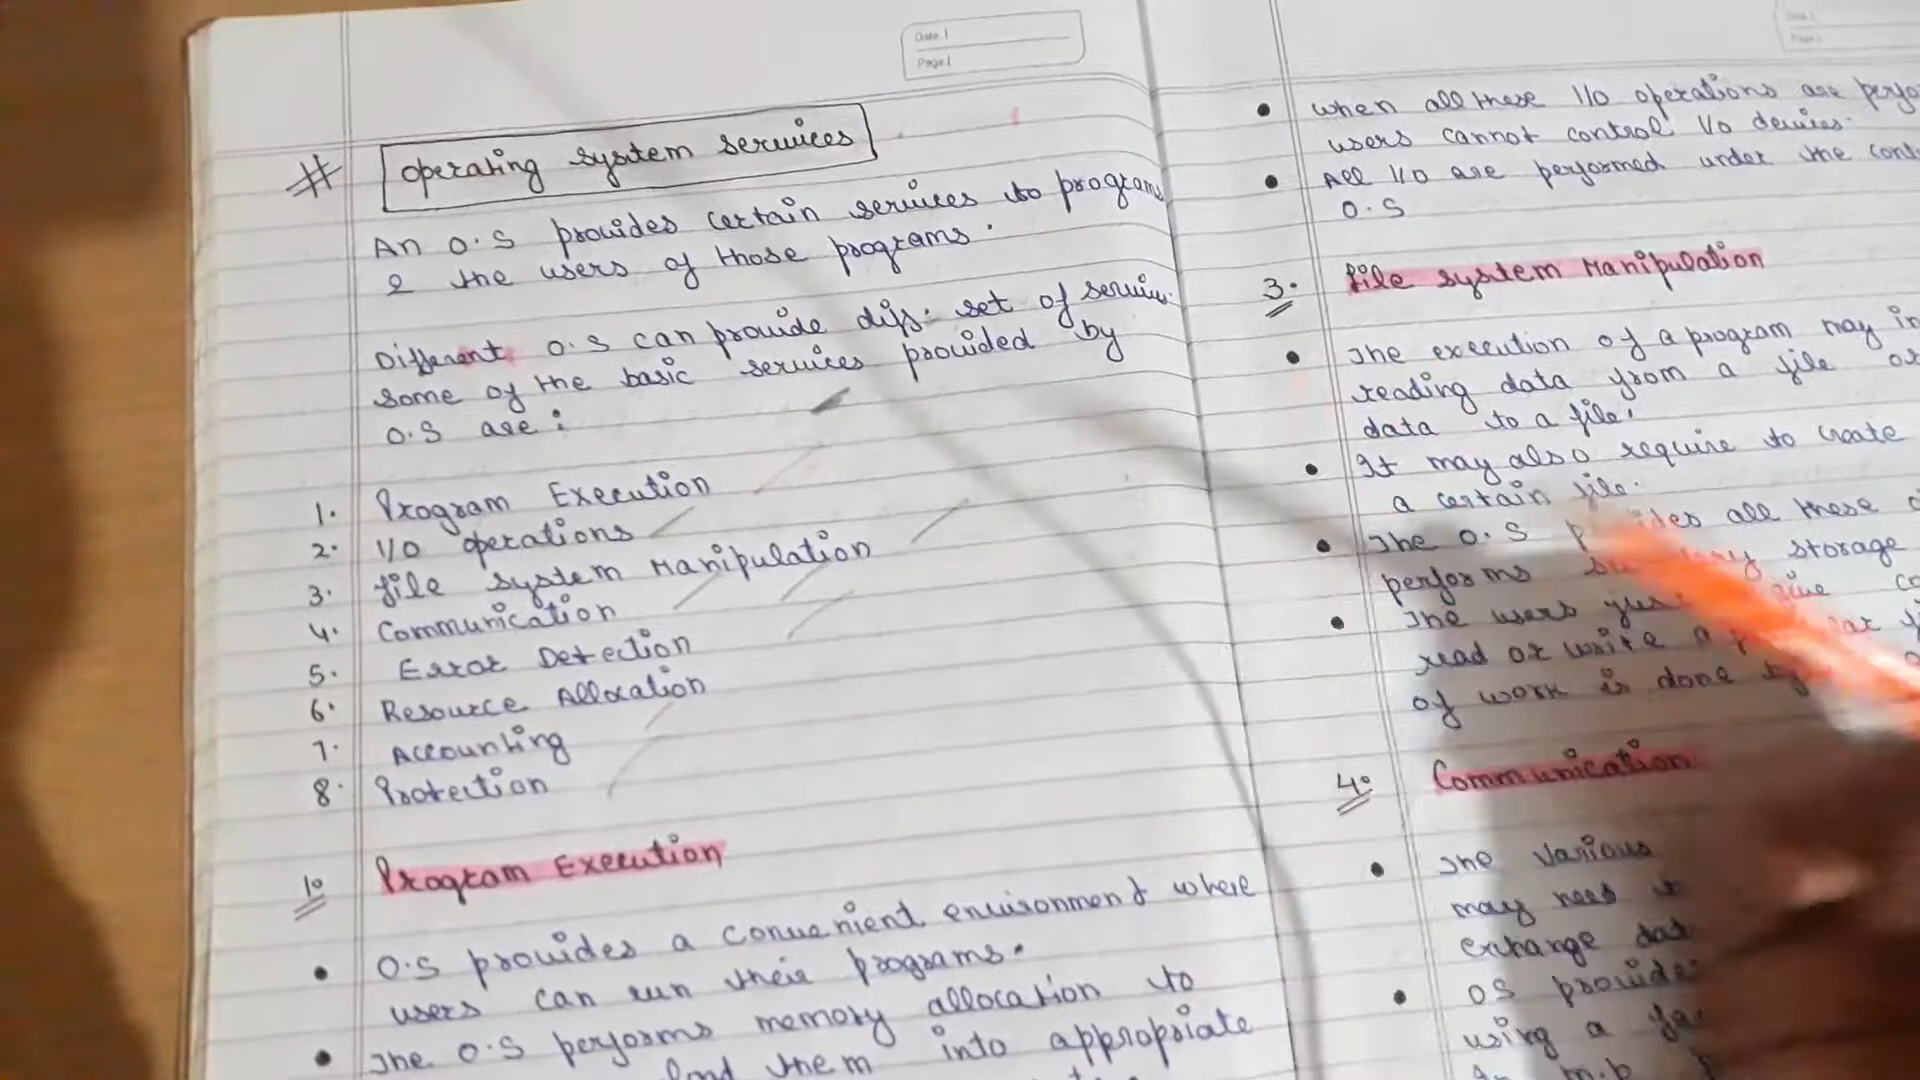 Date.|
Page.|
# Operating System Services
An O.S provides certain services to programs
& the users of those programs.
Different O.S can provide diff. set of servic.
some of the basic services provided by
O.S are :
1. Program Execution
2. I/O operations
3. file system Manipulation
4. Communication
5. Error Detection
6. Resource Allocation
7. Accounting
8. Protection
1. Program Execution
• O.S provides a convenient environment where
users can run their programs.
• The O.S performs memory allocation to
them into appropriate
• when all these I/O operations are
users cannot control I/O devices.
• All I/O are performed under the
O.S
3. file system Manipulation
• The execution of a program may
reading data from a file
data to a file.
• It may also require to create
a certain file.
• The O.S all these
performs storage
• The users
read or write a
of work is done
4. Communication
• The various
may need
exchange
• OS
using a